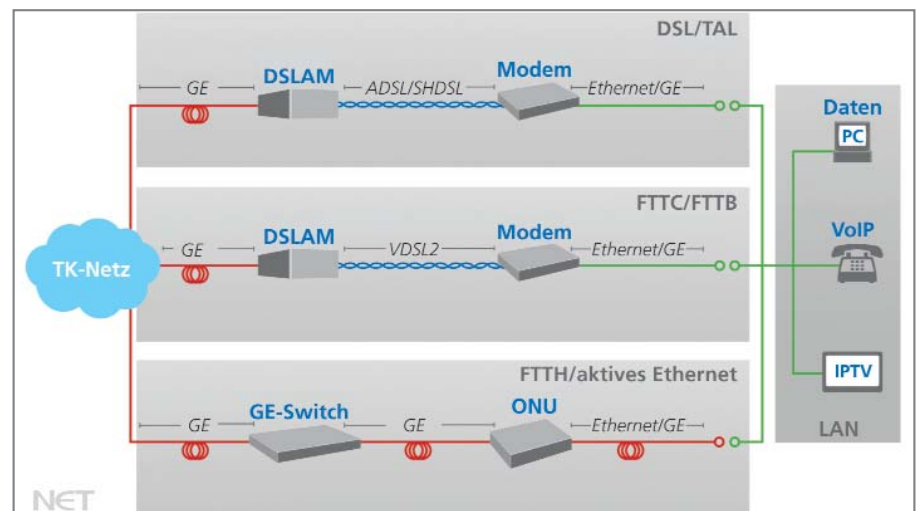 DSL/TAL
GE
DSLAM
ADSL/SHDSL
Modem
Ethernet/GE
FTTC/FTTB
GE
DSLAM
VDSL2
Modem
Ethernet/GE
FTTH/aktives Ethernet
GE
GE-Switch
GE
ONU
Ethernet/GE
TK-Netz
Daten
PC
VoIP
IPTV
LAN
NET